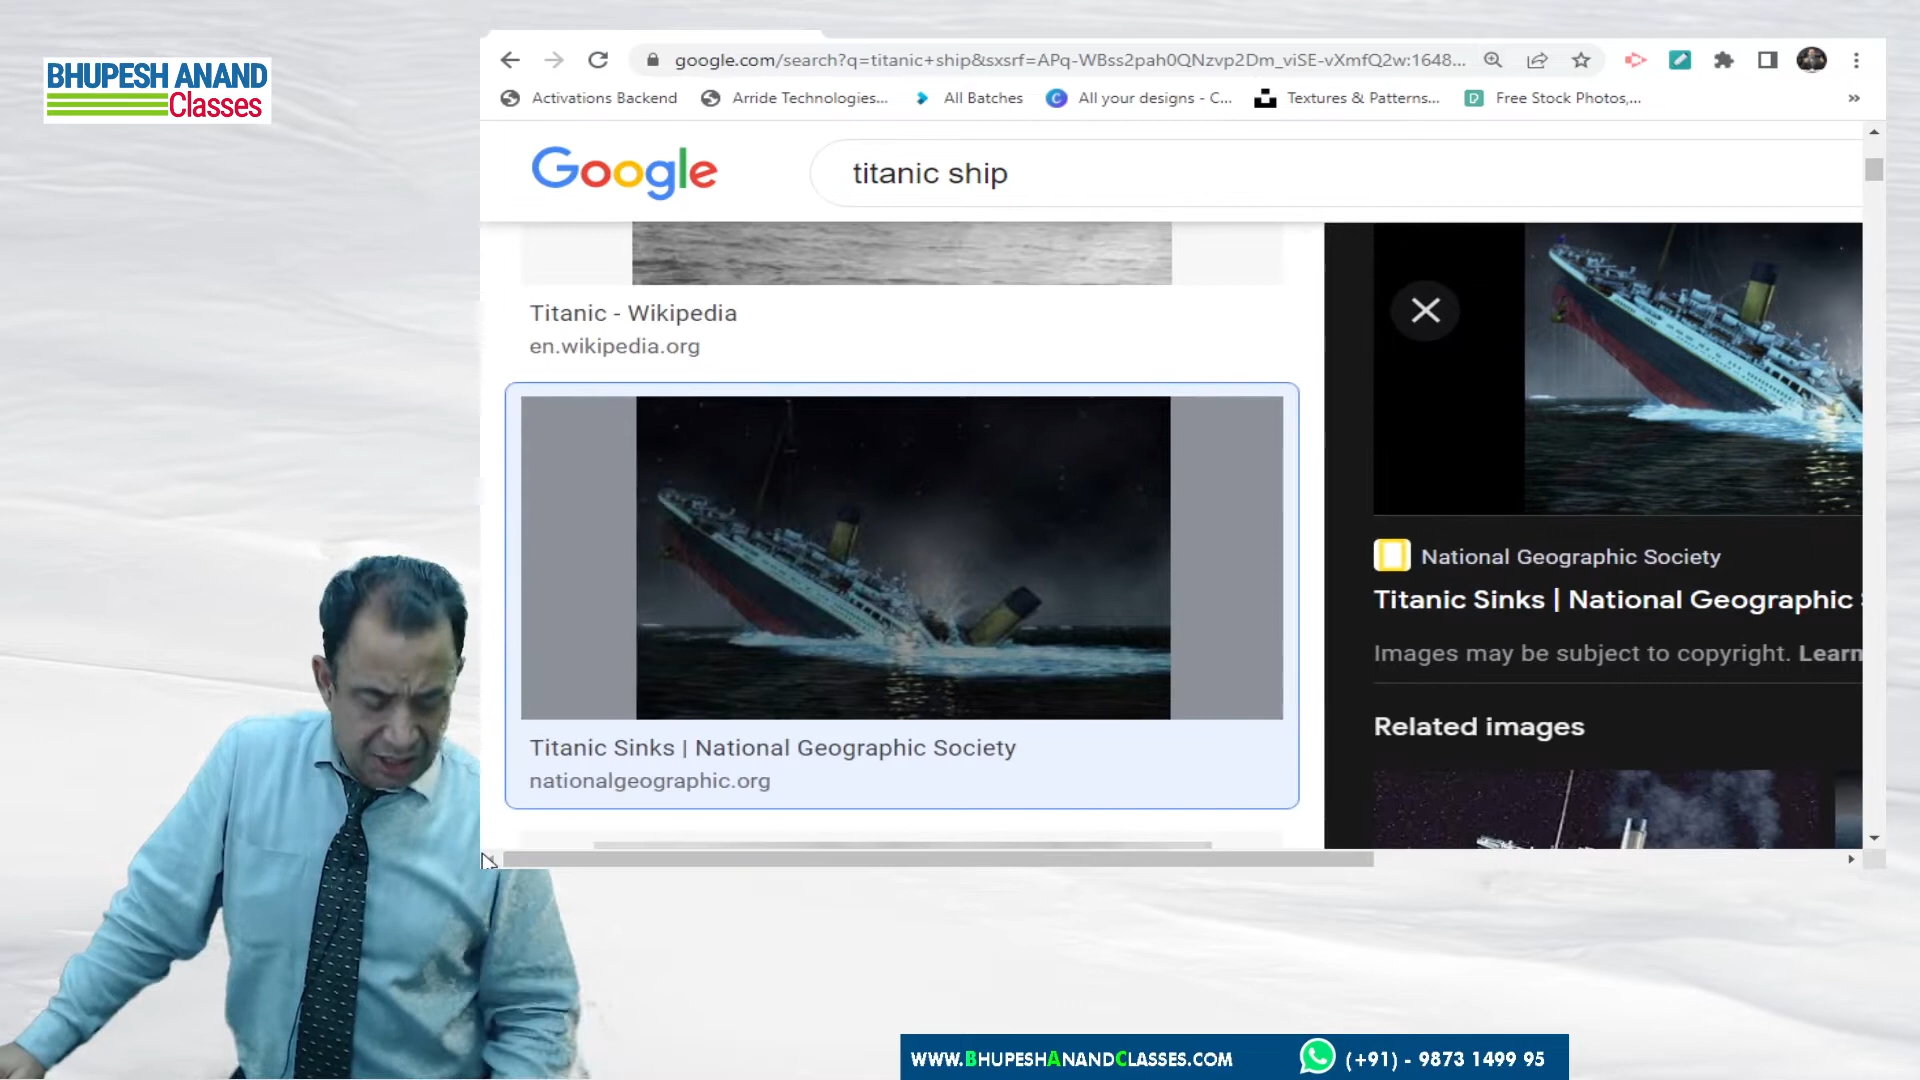 BHUPESH ANAND
Classes
google.com/search?q=titanic+ship&sxsrf=APq-WBss2pah0QNzvp2Dm_viSE-vXmfQ2w:1648...
Activations Backend
Arride Technologies...
All Batches
All your designs - C...
Textures & Patterns...
Free Stock Photos,...
Google
titanic ship
Titanic - Wikipedia
en.wikipedia.org
Titanic Sinks | National Geographic Society
nationalgeographic.org
National Geographic Society
Titanic Sinks | National Geographic
Images may be subject to copyright. Learn
Related images
WWW.BHUPESHANANDCLASSES.COM
(+91) - 9873 1499 95